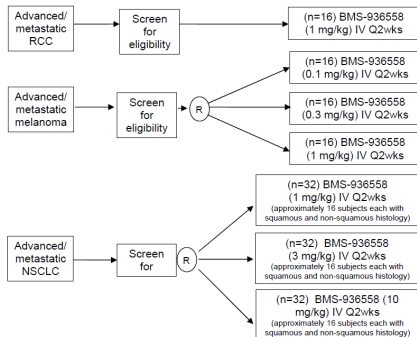 Advanced/
metastatic
RCC
Screen
for
eligibility
(n=16) BMS-936558
(1 mg/kg) IV Q2wks
Advanced/
metastatic
melanoma
Screen
for
eligibility
R
(n=16) BMS-936558
(0.1 mg/kg) IV Q2wks
(n=16) BMS-936558
(0.3 mg/kg) IV Q2wks
(n=16) BMS-936558
(1 mg/kg) IV Q2wks
Advanced/
metastatic
NSCLC
Screen
for
R
(n=32) BMS-936558
(1 mg/kg) IV Q2wks
(approximately 16 subjects each with
squamous and non-squamous histology)
(n=32) BMS-936558
(3 mg/kg) IV Q2wks
(approximately 16 subjects each with
squamous and non-squamous histology)
(n=32) BMS-936558 (10
mg/kg) IV Q2wks
(approximately 16 subjects each with
squamous and non-squamous histology)